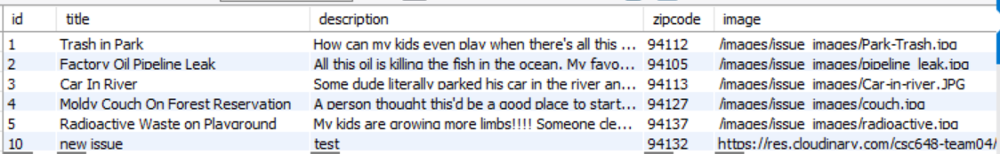 id title description zipcode image
1 Trash in Park How can my kids even play when there's all this ... 94112 /images/issue_images/Park-Trash.jpg
2 Factory Oil Pipeline Leak All this oil is killing the fish in the ocean. My favo... 94105 /images/issue_images/pipeline_leak.jpg
3 Car In River Some dude literally parked his car in the river an... 94113 /images/issue_images/Car-in-river.JPG
4 Moldy Couch On Forest Reservation A person thought this'd be a good place to start... 94127 /images/issue_images/couch.jpg
5 Radioactive Waste on Playground My kids are growing more limbs!!!! Someone cle... 94137 /images/issue_images/radioactive.jpg
10 new issue test 94132 https://res.cloudinary.com/csc648-team04/